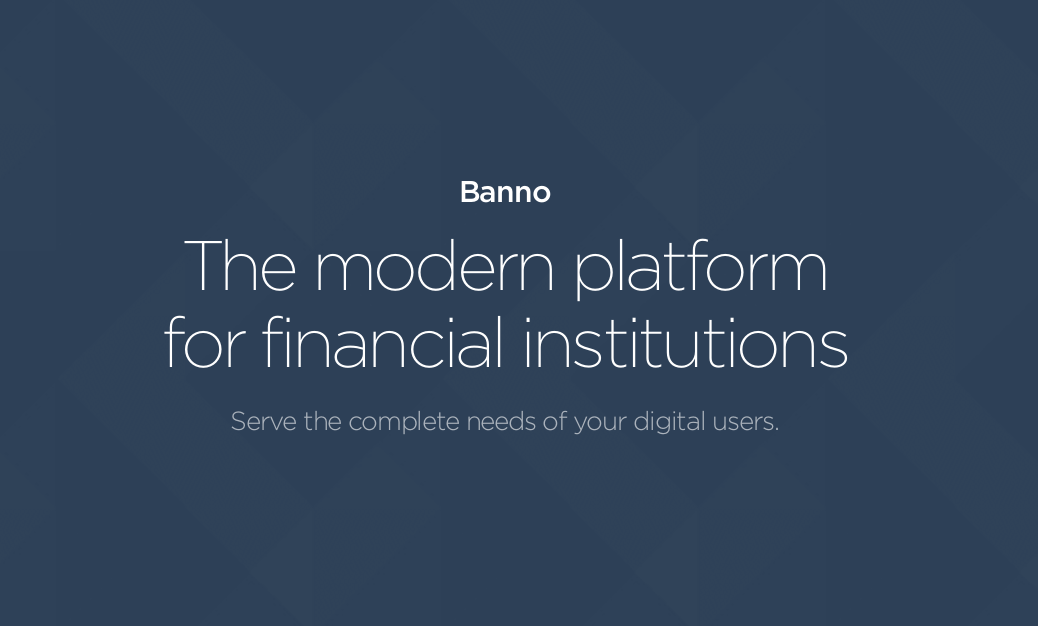 Banno
The modern platform
for financial institutions
Serve the complete needs of your digital users.